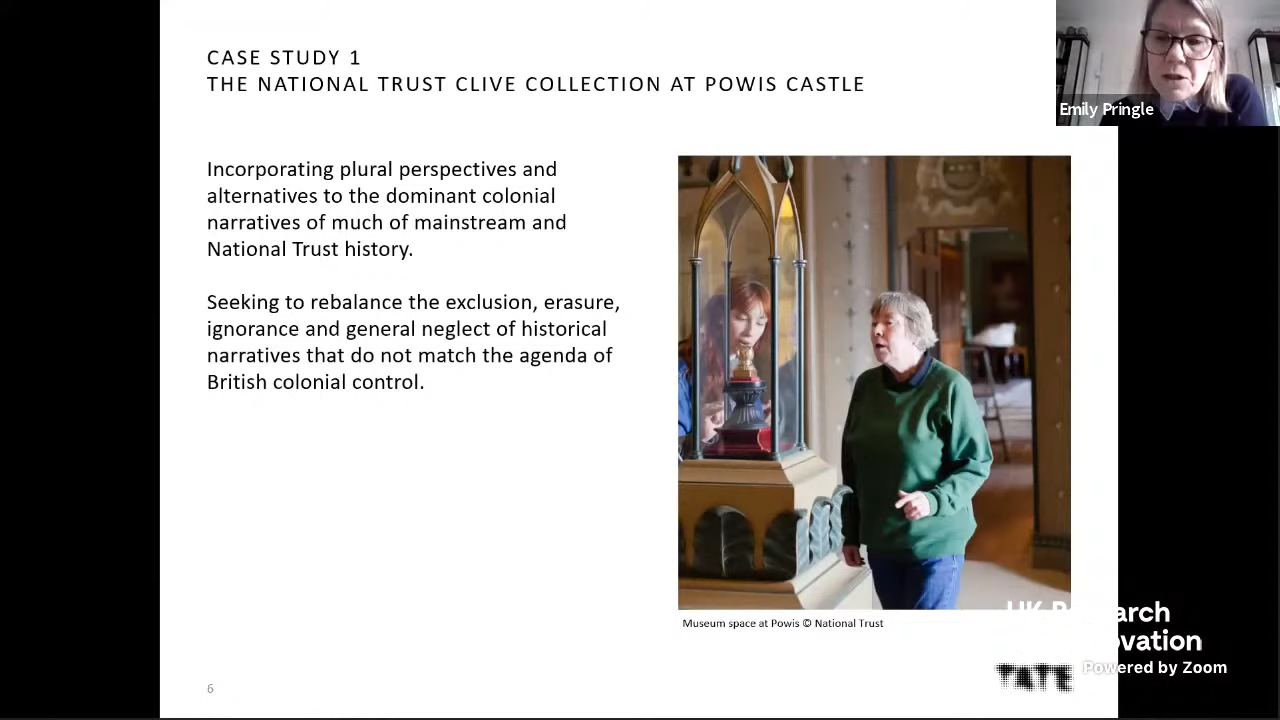 CASE STUDY 1
THE NATIONAL TRUST CLIVE COLLECTION AT POWIS CASTLE
Emily Pringle
Incorporating plural perspectives and
alternatives to the dominant colonial
narratives of much of mainstream and
National Trust history.
Seeking to rebalance the exclusion, erasure,
ignorance and general neglect of historical
narratives that do not match the agenda of
British colonial control.
Museum space at Powis © National Trust
UK Research
Powered by Zoom
TATE
6